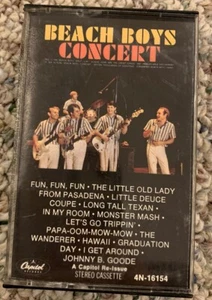 BEACH BOYS
CONCERT
FUN, FUN, FUN · THE LITTLE OLD LADY
FROM PASADENA · LITTLE DEUCE
COUPE · LONG TALL TEXAN ·
IN MY ROOM · MONSTER MASH ·
LET'S GO TRIPPIN' ·
PAPA-OOM-MOW-MOW · THE
WANDERER · HAWAII · GRADUATION
DAY · I GET AROUND ·
JOHNNY B. GOODE
Capitol
A Capitol Re-Issue
STEREO CASSETTE
4N-16154